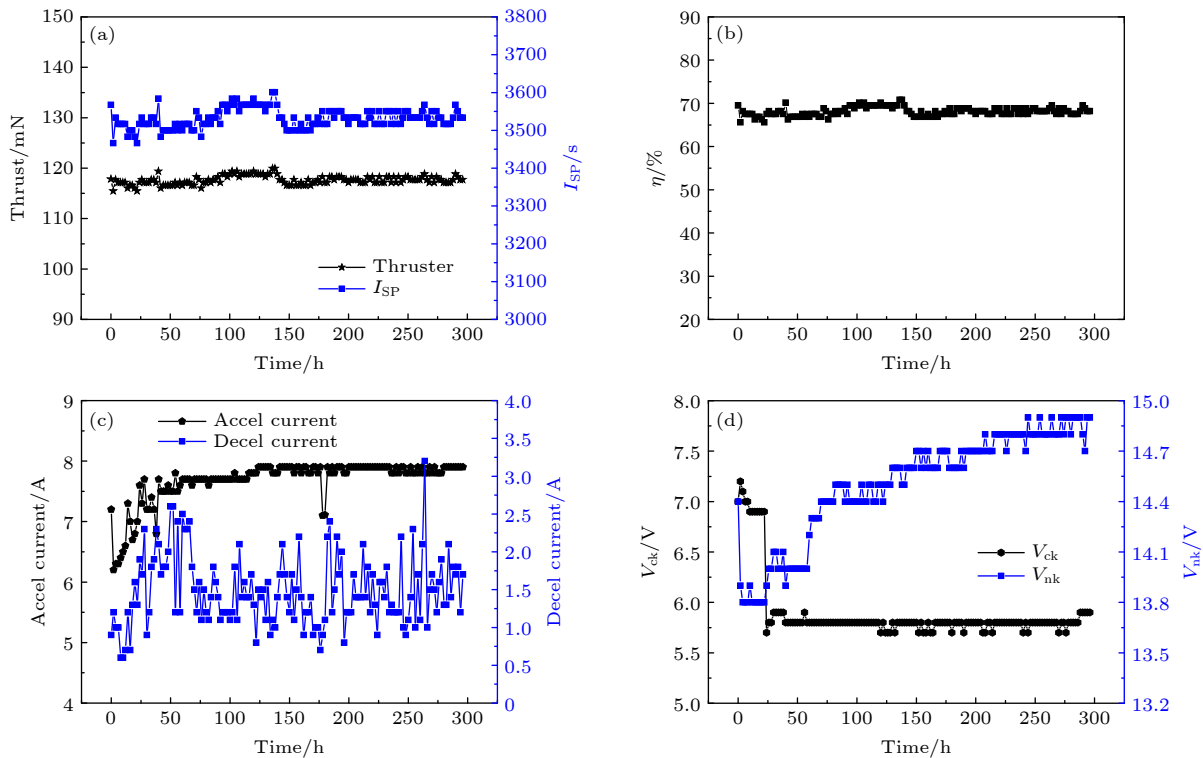 (a)
150
140
130
120
110
100
90
Thrust/mN
3800
3700
3600
3500
3400
3300
3200
3100
3000
I_SP/s
Thruster
I_SP
0 50 100 150 200 250 300
Time/h
(b)
90
80
70
60
50
40
30
20
η/%
0 50 100 150 200 250 300
Time/h
(c)
9
8
7
6
5
4
Accel current/A
4.0
3.5
3.0
2.5
2.0
1.5
1.0
0.5
0
Decel current/A
Accel current
Decel current
0 50 100 150 200 250 300
Time/h
(d)
8.0
7.5
7.0
6.5
6.0
5.5
5.0
V_ck/V
15.0
14.7
14.4
14.1
13.8
13.5
13.2
V_nk/V
V_ck
V_nk
0 50 100 150 200 250 300
Time/h